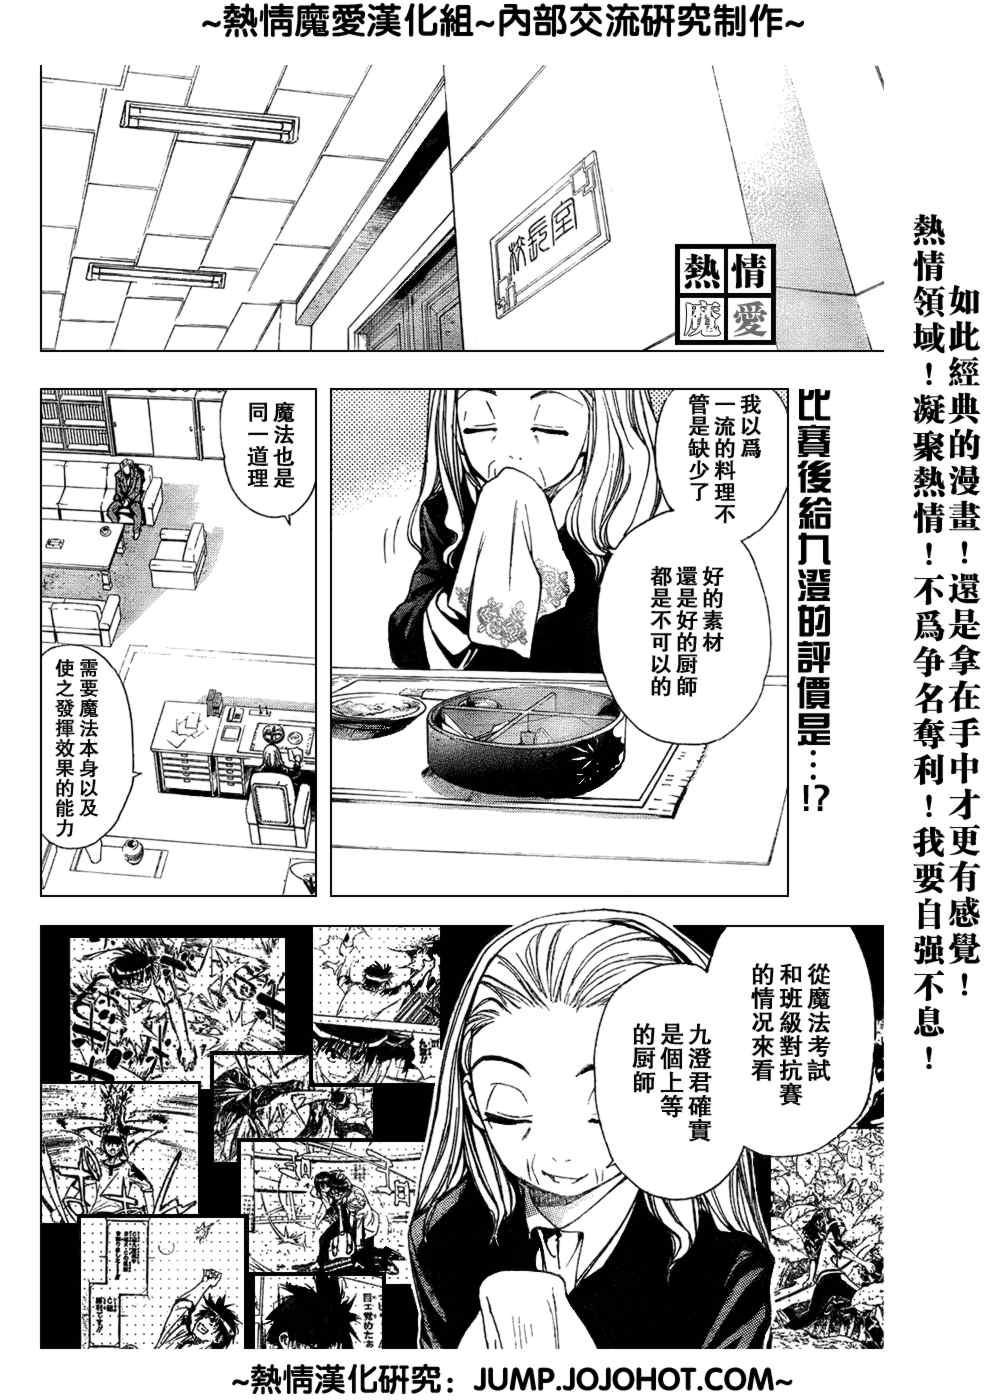 ~熱情魔愛漢化組~內部交流研究制作~
校長室
熱情
魔愛
如此經典的漫畫！還是拿在手中才更有感覺！
熱情領域！凝聚熱情！不爲争名奪利！我要自强不息！
比賽後給九澄的評價是…!?
我以爲
一流的料理不
管是缺少了
好的素材
還是好的厨師
都是不可以的
魔法也是
同一道理
需要魔法本身以及
使之發揮效果的能力
從魔法考試
和班級對抗賽
的情况來看
九澄君確實
是個上等
的厨師
~熱情漢化研究：JUMP.JOJOHOT.COM~